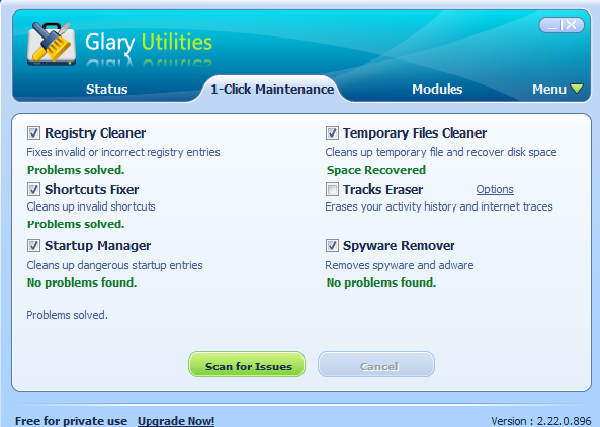 Glary Utilities
Status 1-Click Maintenance Modules Menu
Registry Cleaner Temporary Files Cleaner
Fixes invalid or incorrect registry entries Cleans up temporary file and recover disk space
Problems solved. Space Recovered
Shortcuts Fixer Tracks Eraser Options
Cleans up invalid shortcuts Erases your activity history and internet traces
Problems solved.
Startup Manager Spyware Remover
Cleans up dangerous startup entries Removes spyware and adware
No problems found. No problems found.
Problems solved.
Scan for Issues Cancel
Free for private use Upgrade Now! Version : 2.22.0.896